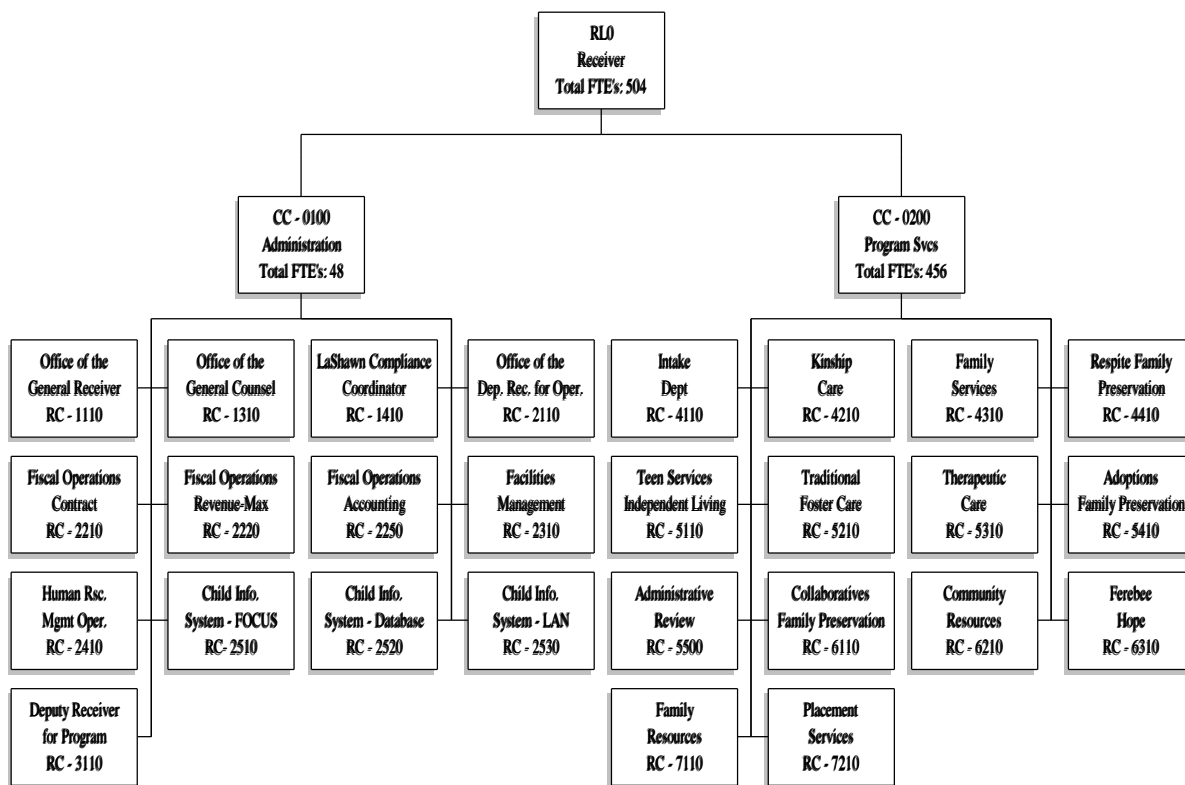 RL0
Receiver
Total FTE's: 504
CC - 0100
Administration
Total FTE's: 48
CC - 0200
Program Svcs
Total FTE's: 456
Office of the
General Receiver
RC - 1110
Office of the
General Counsel
RC - 1310
LaShawn Compliance
Coordinator
RC - 1410
Office of the
Dep. Rec. for Oper.
RC - 2110
Intake
Dept
RC - 4110
Kinship
Care
RC - 4210
Family
Services
RC - 4310
Respite Family
Preservation
RC - 4410
Fiscal Operations
Contract
RC - 2210
Fiscal Operations
Revenue-Max
RC - 2220
Fiscal Operations
Accounting
RC - 2250
Facilities
Management
RC - 2310
Teen Services
Independent Living
RC - 5110
Traditional
Foster Care
RC - 5210
Therapeutic
Care
RC - 5310
Adoptions
Family Preservation
RC - 5410
Human Rsc.
Mgmt Oper.
RC - 2410
Child Info.
System - FOCUS
RC- 2510
Child Info.
System - Database
RC - 2520
Child Info.
System - LAN
RC - 2530
Administrative
Review
RC - 5500
Collaboratives
Family Preservation
RC - 6110
Community
Resources
RC - 6210
Ferebee
Hope
RC - 6310
Deputy Receiver
for Program
RC - 3110
Family
Resources
RC - 7110
Placement
Services
RC - 7210